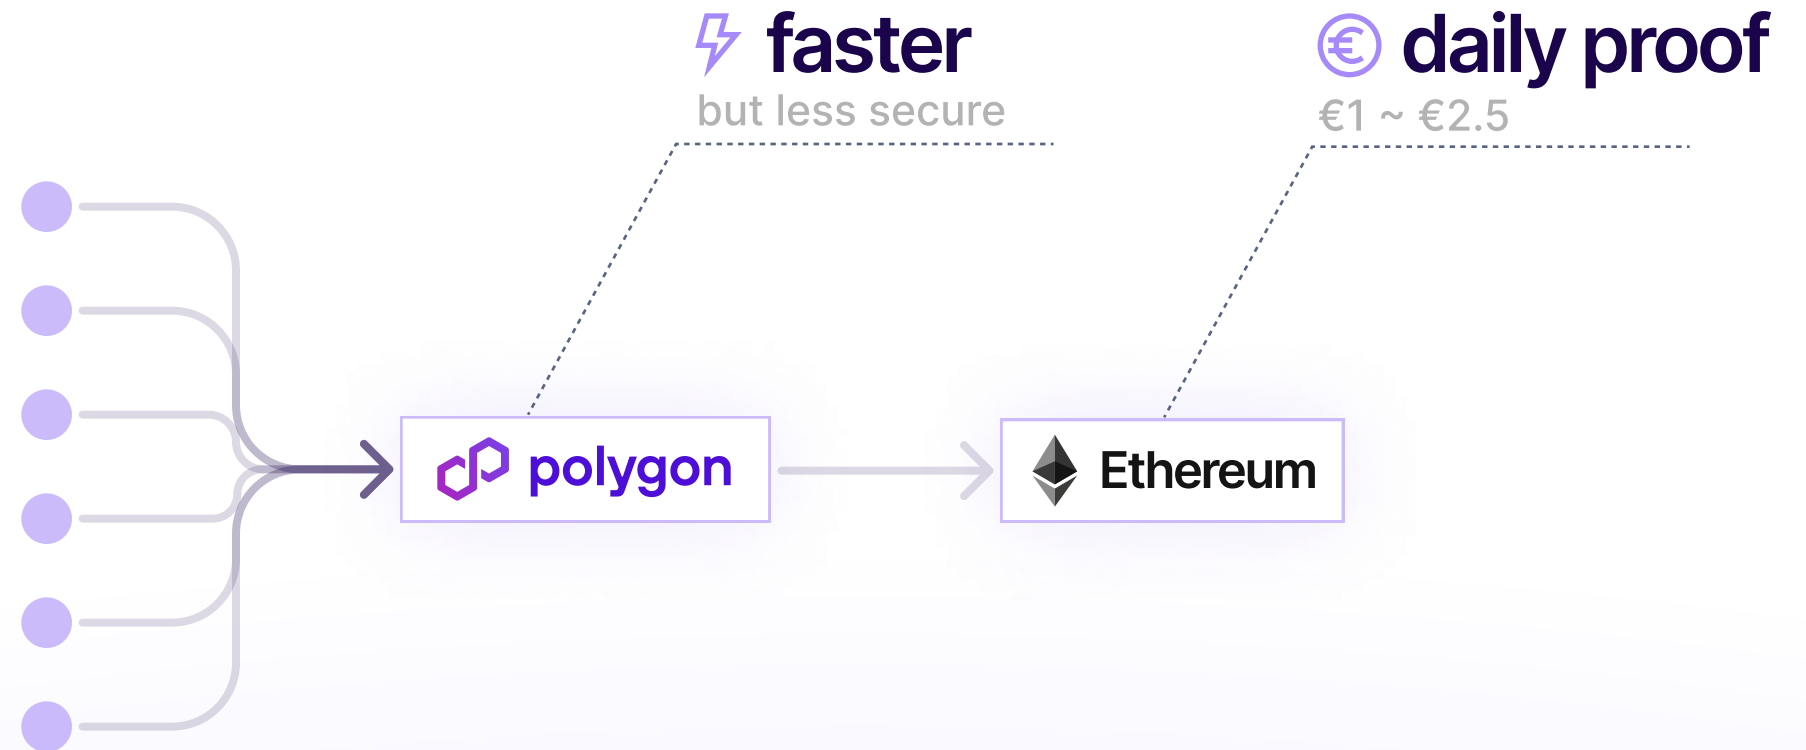 faster
but less secure
daily proof
€1 ~ €2.5
polygon
Ethereum